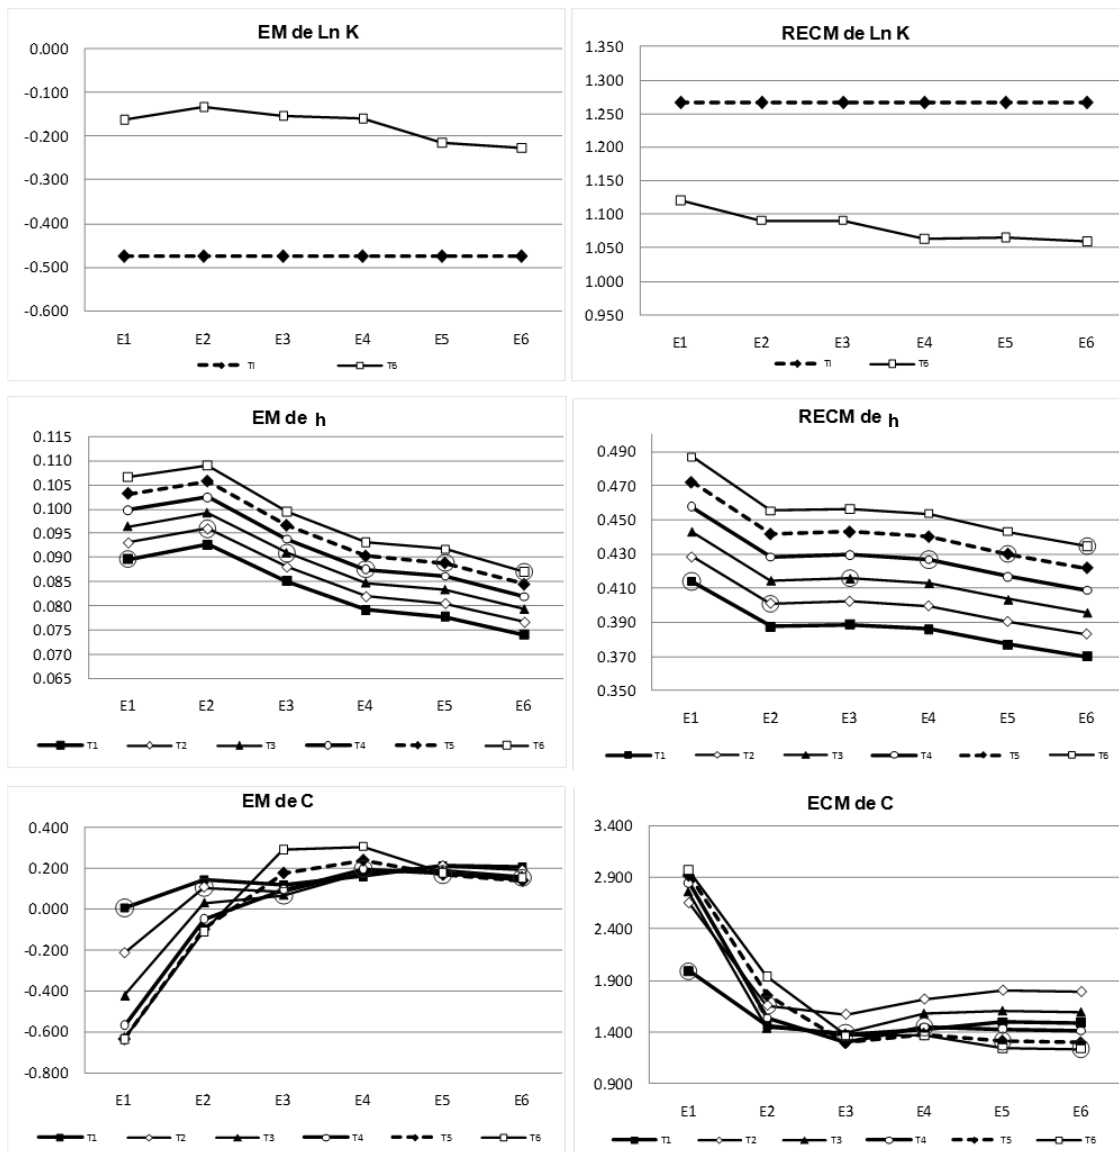 EM de Ln K
0.000
-0.100
-0.200
-0.300
-0.400
-0.500
-0.600
E1 E2 E3 E4 E5 E6
TI T6
RECM de Ln K
1.350
1.300
1.250
1.200
1.150
1.100
1.050
1.000
0.950
E1 E2 E3 E4 E5 E6
TI T6
EM de h
0.115
0.110
0.105
0.100
0.095
0.090
0.085
0.080
0.075
0.070
0.065
E1 E2 E3 E4 E5 E6
T1 T2 T3 T4 T5 T6
RECM de h
0.490
0.470
0.450
0.430
0.410
0.390
0.370
0.350
E1 E2 E3 E4 E5 E6
T1 T2 T3 T4 T5 T6
EM de C
0.400
0.200
0.000
-0.200
-0.400
-0.600
-0.800
E1 E2 E3 E4 E5 E6
T1 T2 T3 T4 T5 T6
ECM de C
3.400
2.900
2.400
1.900
1.400
0.900
E1 E2 E3 E4 E5 E6
T1 T2 T3 T4 T5 T6